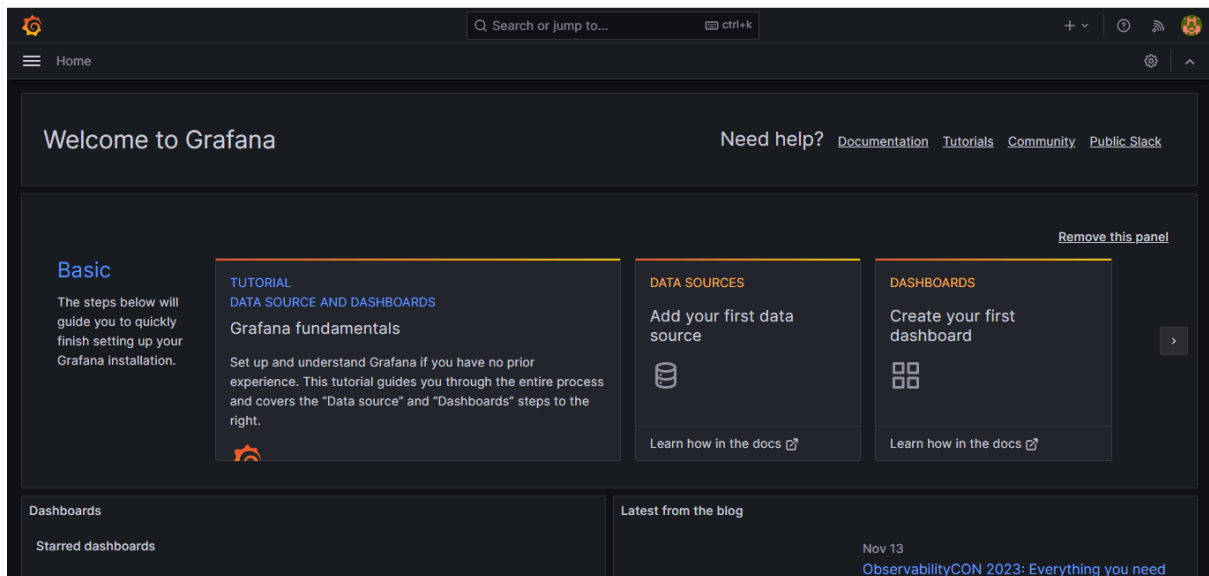 Search or jump to... ctrl+k
Home
Welcome to Grafana
Need help? Documentation Tutorials Community Public Slack
Remove this panel
Basic
The steps below will
guide you to quickly
finish setting up your
Grafana installation.
TUTORIAL
DATA SOURCE AND DASHBOARDS
Grafana fundamentals
Set up and understand Grafana if you have no prior
experience. This tutorial guides you through the entire process
and covers the “Data source” and “Dashboards” steps to the
right.
DATA SOURCES
Add your first data
source
Learn how in the docs
DASHBOARDS
Create your first
dashboard
Learn how in the docs
Dashboards
Starred dashboards
Latest from the blog
Nov 13
ObservabilityCON 2023: Everything you need